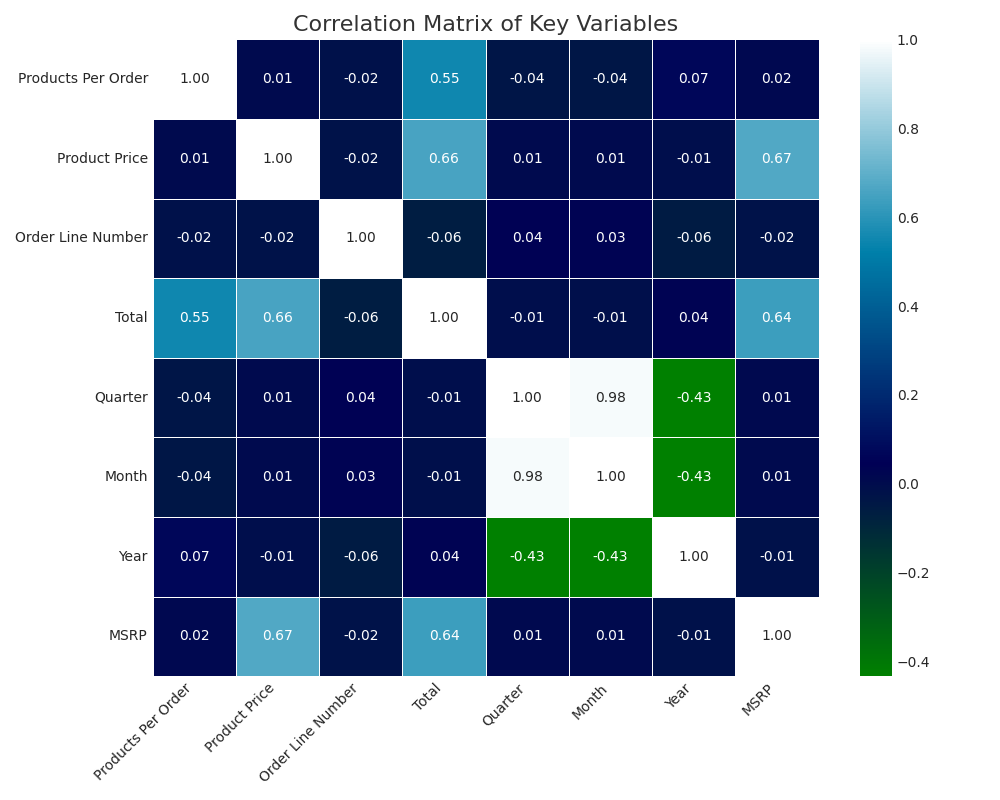 Correlation Matrix of Key Variables
Products Per Order 1.00 0.01 -0.02 0.55 -0.04 -0.04 0.07 0.02
Product Price 0.01 1.00 -0.02 0.66 0.01 0.01 -0.01 0.67
Order Line Number -0.02 -0.02 1.00 -0.06 0.04 0.03 -0.06 -0.02
Total 0.55 0.66 -0.06 1.00 -0.01 -0.01 0.04 0.64
Quarter -0.04 0.01 0.04 -0.01 1.00 0.98 -0.43 0.01
Month -0.04 0.01 0.03 -0.01 0.98 1.00 -0.43 0.01
Year 0.07 -0.01 -0.06 0.04 -0.43 -0.43 1.00 -0.01
MSRP 0.02 0.67 -0.02 0.64 0.01 0.01 -0.01 1.00
Products Per Order
Product Price
Order Line Number
Total
Quarter
Month
Year
MSRP
1.0
0.8
0.6
0.4
0.2
0.0
−0.2
−0.4